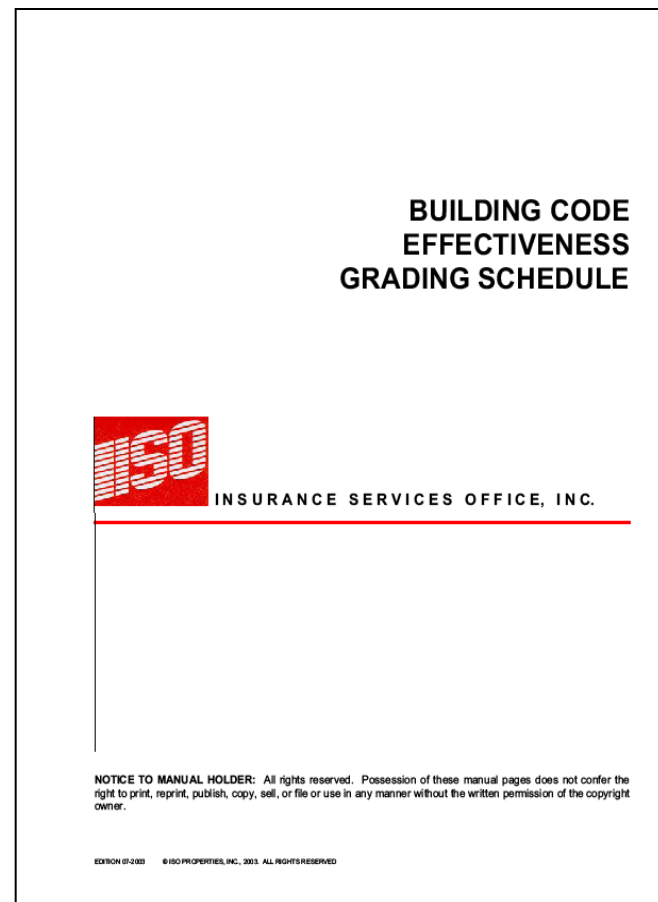 BUILDING CODE
EFFECTIVENESS
GRADING SCHEDULE
ISO
INSURANCE SERVICES OFFICE, INC.
NOTICE TO MANUAL HOLDER: All rights reserved. Possession of these manual pages does not confer the
right to print, reprint, publish, copy, sell, or file or use in any manner without the written permission of the copyright
owner.
EDITION 07-2003 © ISO PROPERTIES, INC., 2003. ALL RIGHTS RESERVED